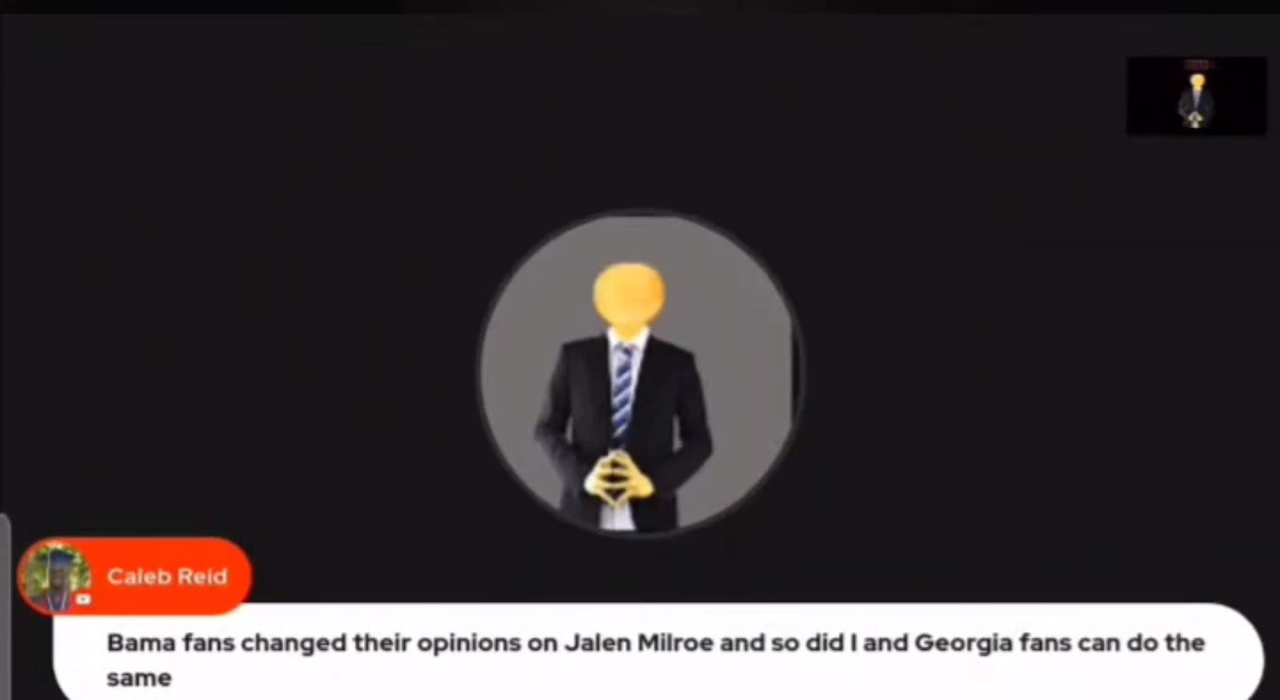 Caleb Reid
Bama fans changed their opinions on Jalen Milroe and so did I and Georgia fans can do the
same